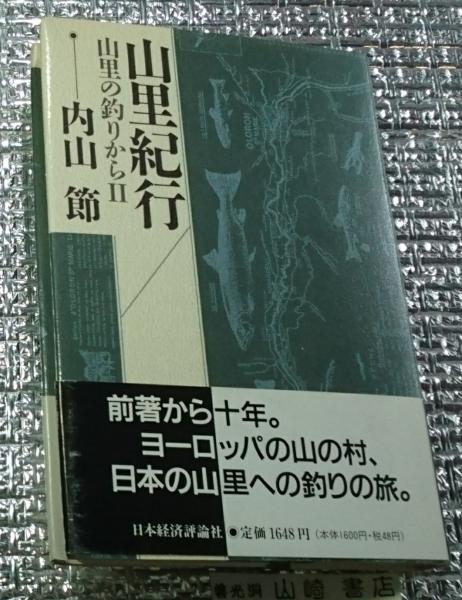 山里紀行
山里の釣りからII
内山 節
OLORON
前著から十年。
ヨーロッパの山の村、
日本の山里への釣りの旅。
日本経済評論社 ● 定価1648円 (本体1600円・税48円)
山崎書店